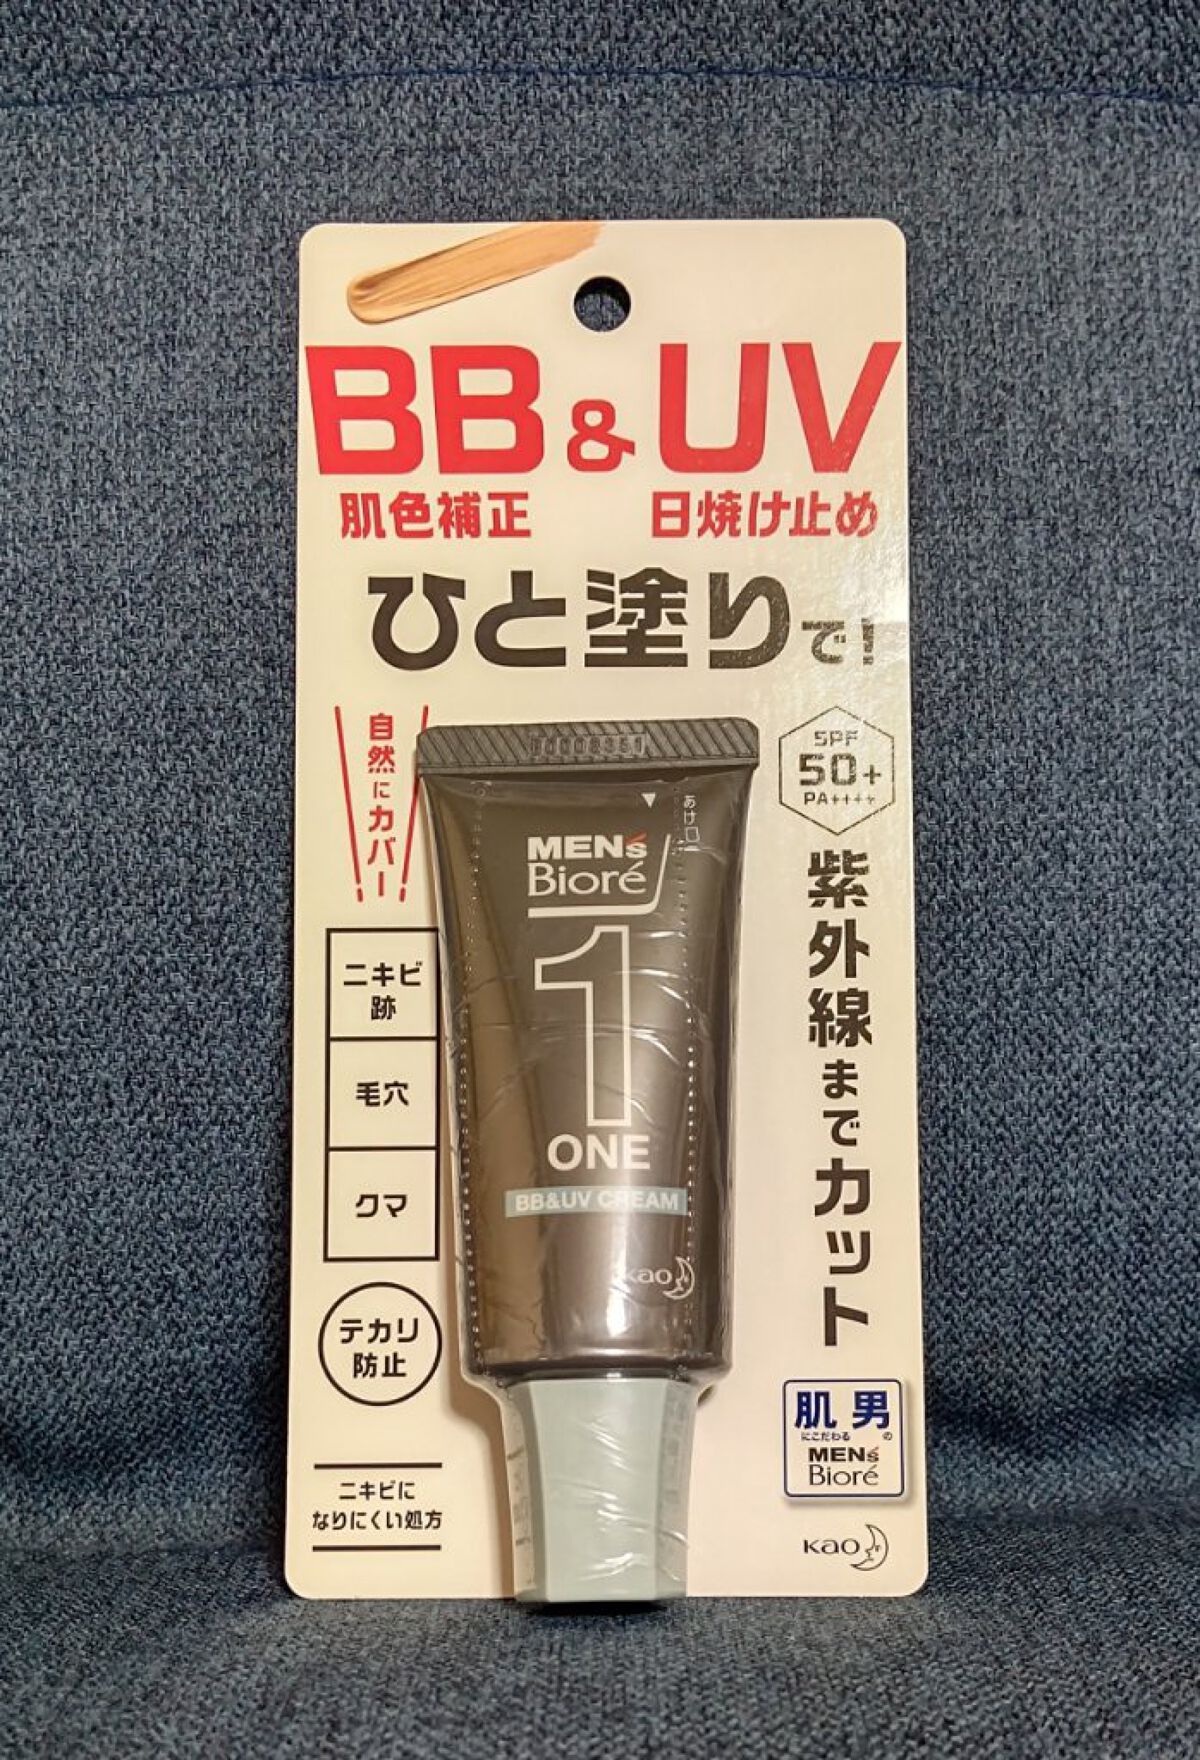 BB & UV
肌色補正 日焼け止め
ひと塗りで!
自然にカバー
ニキビ
跡
毛穴
クマ
テカリ
防止
ニキビに
なりにくい処方
あけ口
MEN's
Bioré
1
ONE
BB&UV CREAM
Kao
SPF
50+
PA++++
紫外線までカット
肌 男
にこだわる の
MEN's
Bioré
Kao